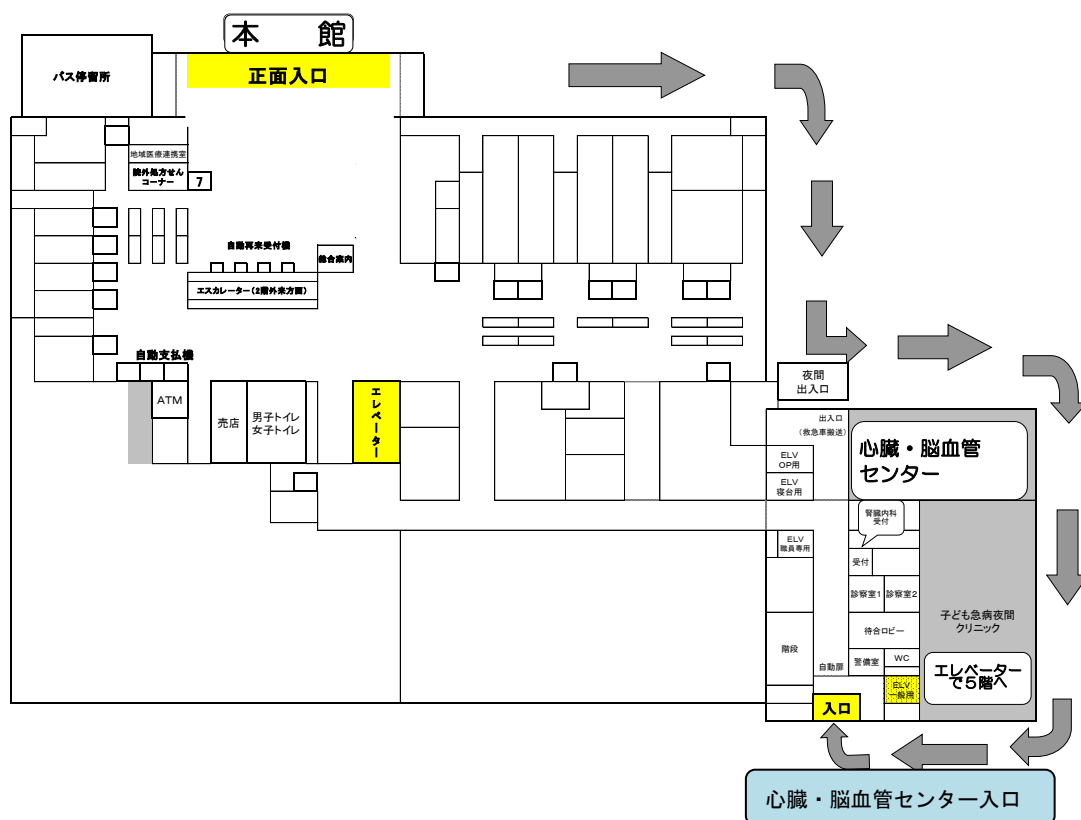 本　館
バス停留所
正面入口
地域医療連携室
院外処方せん
コーナー
7
自動再来受付機
総合案内
エスカレーター(2階外来方面)
自動支払機
ATM
売店
男子トイレ
女子トイレ
エレベーター
夜間
出入口
出入口
(救急車搬送)
心臓・脳血管
センター
ELV
OP用
ELV
寝台用
腎臓内科
受付
ELV
職員専用
受付
診察室1
診察室2
子ども急病夜間
クリニック
待合ロビー
階段
自動扉
警備室
WC
エレベーター
で5階へ
ELV
一般用
入口
心臓・脳血管センター入口